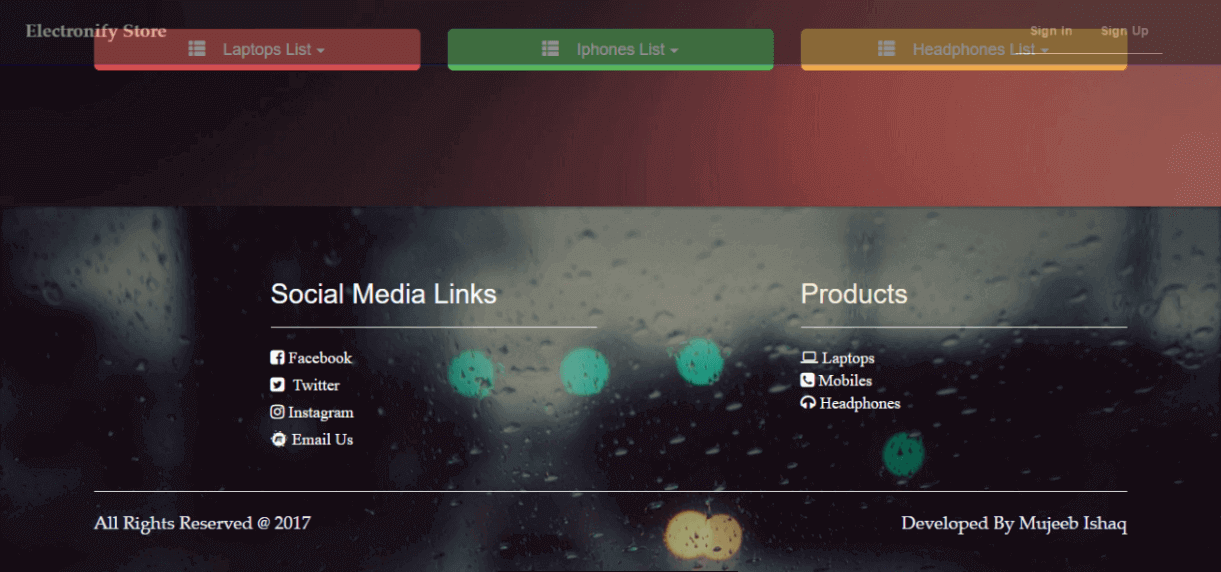 Electronify Store
Sign In Sign Up
Laptops List
Iphones List
Headphones List
Social Media Links
Facebook
Twitter
Instagram
Email Us
Products
Laptops
Mobiles
Headphones
All Rights Reserved @ 2017
Developed By Mujeeb Ishaq